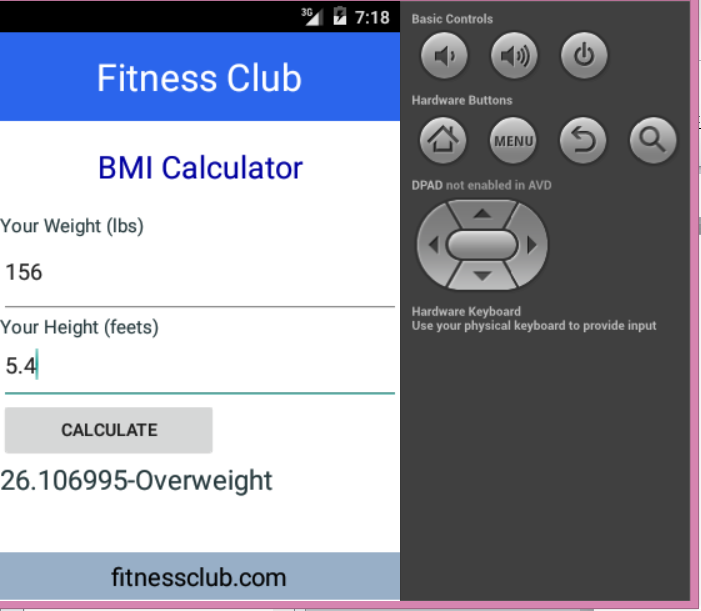 3G 7:18
Fitness Club
BMI Calculator
Your Weight (lbs)
156
Your Height (feets)
5.4
CALCULATE
26.106995-Overweight
fitnessclub.com
Basic Controls
Hardware Buttons
MENU
DPAD not enabled in AVD
Hardware Keyboard
Use your physical keyboard to provide input